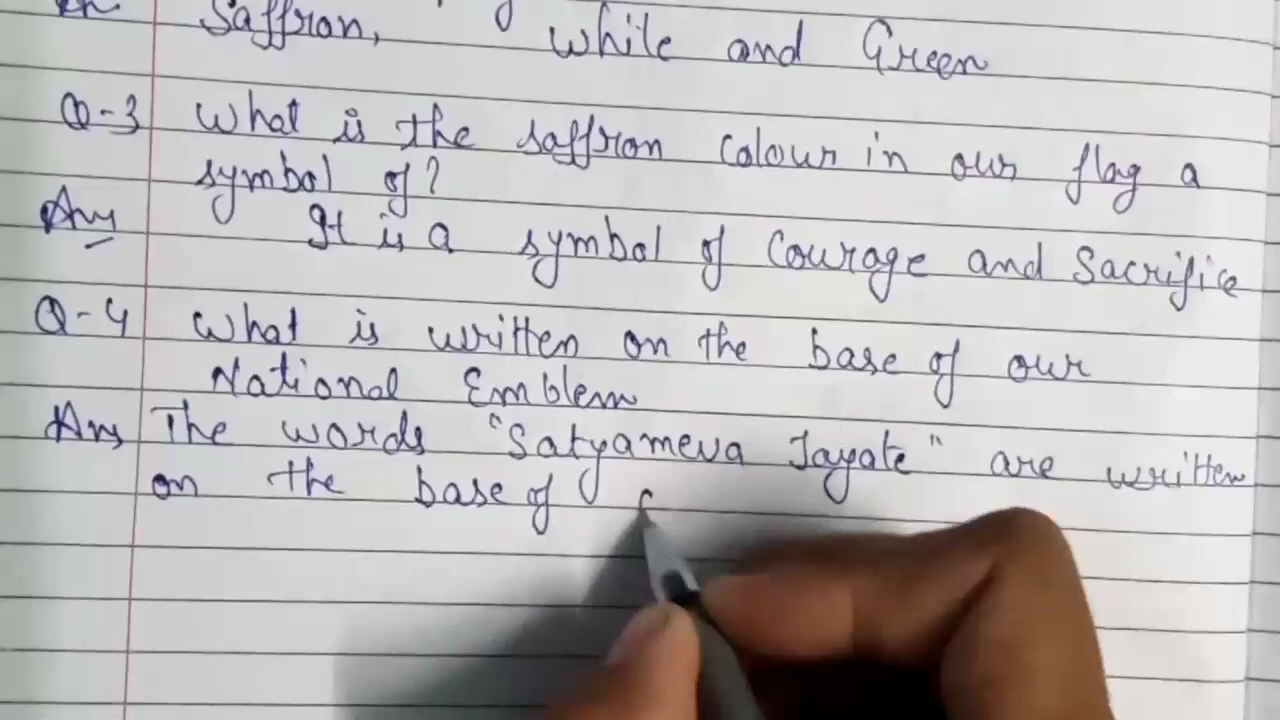 Saffron, while and Green
Q-3 What is the saffron colour in our flag a
symbol of?
Ans It is a symbol of Courage and Sacrifice
Q-4 What is written on the base of our
National Emblem
Ans The words "Satyameva Jayate" are written
on the base of